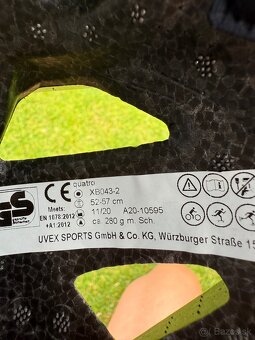 GS
CE
quatro
XB043-2
52-57 cm
11/20 A20-10595
ca. 280 g m. Sch
Meets:
EN 1078:2012
+A1:2012
UVEX SPORTS GmbH & Co. KG, Würzburger Straße 15